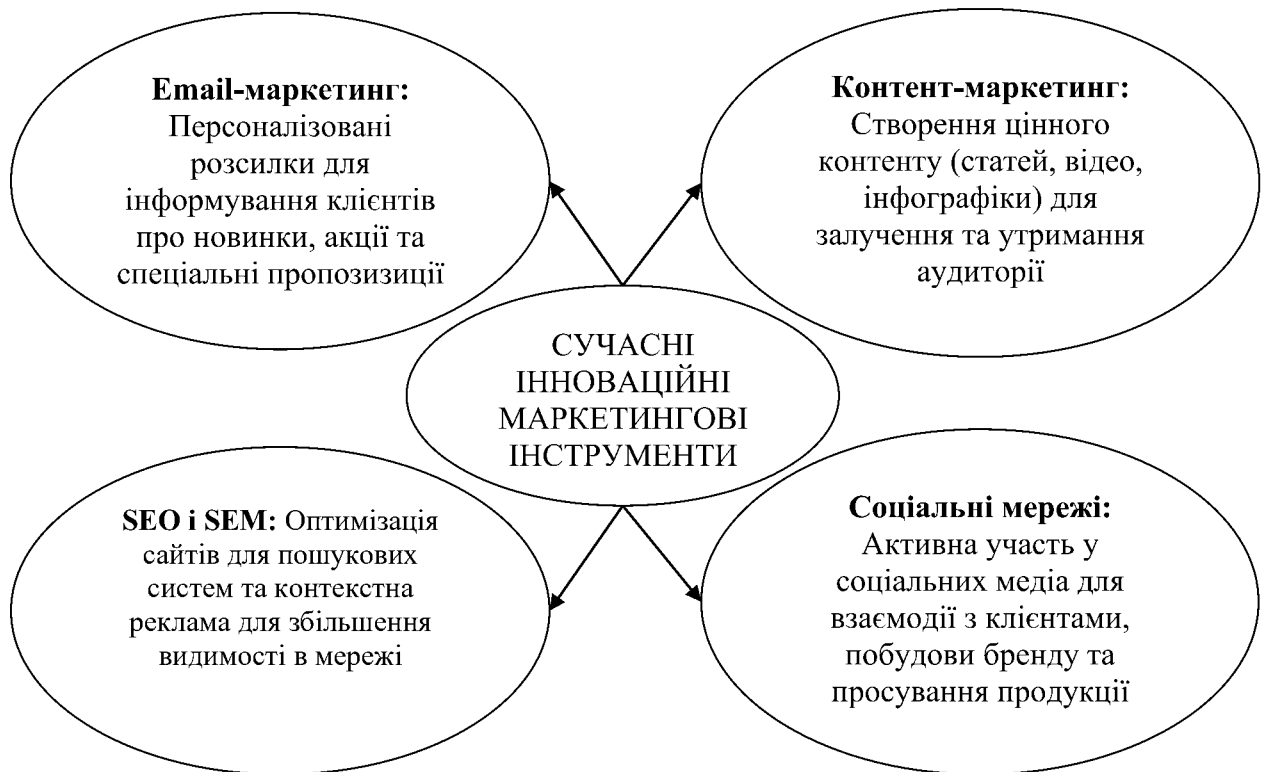 Email-маркетинг:
Персоналізовані
розсилки для
інформування клієнтів
про новинки, акції та
спеціальні пропозизиції
Контент-маркетинг:
Створення цінного
контенту (статей, відео,
інфографіки) для
залучення та утримання
аудиторії
СУЧАСНІ
ІННОВАЦІЙНІ
МАРКЕТИНГОВІ
ІНСТРУМЕНТИ
SEO і SEM: Оптимізація
сайтів для пошукових
систем та контекстна
реклама для збільшення
видимості в мережі
Соціальні мережі:
Активна участь у
соціальних медіа для
взаємодії з клієнтами,
побудови бренду та
просування продукції